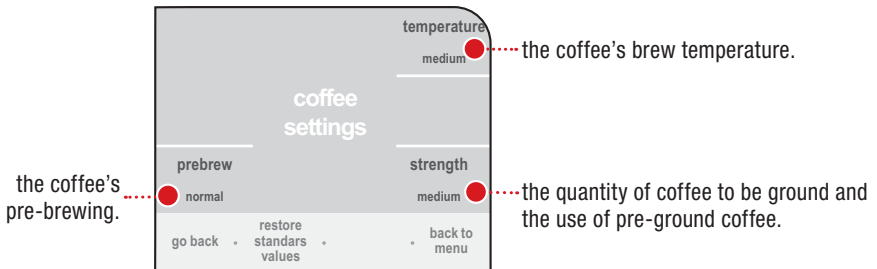 temperature
medium
the coffee's brew temperature.
coffee
settings
prebrew
normal
the coffee's
pre-brewing.
strength
medium
the quantity of coffee to be ground and
the use of pre-ground coffee.
go back
restore
standars
values
back to
menu